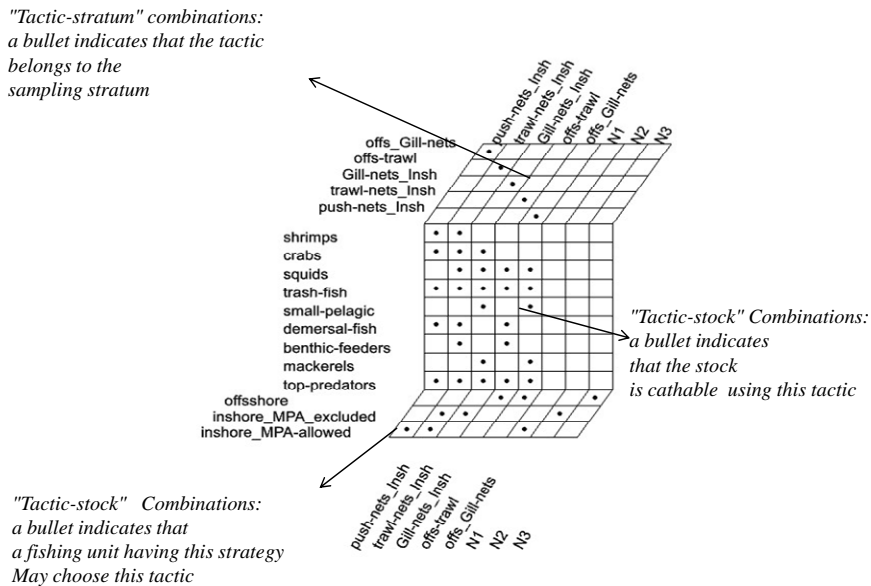 "Tactic-stratum" combinations:
a bullet indicates that the tactic
belongs to the
sampling stratum
push-nets_Insh
trawl-nets_Insh
Gill-nets_Insh
offs-trawl
offs_Gill-nets
N1
N2
N3
offs_Gill-nets
offs-trawl
Gill-nets_Insh
trawl-nets_Insh
push-nets_Insh
shrimps
crabs
squids
trash-fish
small-pelagic
demersal-fish
benthic-feeders
mackerels
top-predators
offsshore
inshore_MPA_excluded
inshore_MPA-allowed
"Tactic-stock" Combinations:
a bullet indicates
that the stock
is cathable using this tactic
push-nets_Insh
trawl-nets_Insh
Gill-nets_Insh
offs-trawl
offs_Gill-nets
N1
N2
N3
"Tactic-stock" Combinations:
a bullet indicates that
a fishing unit having this strategy
May choose this tactic